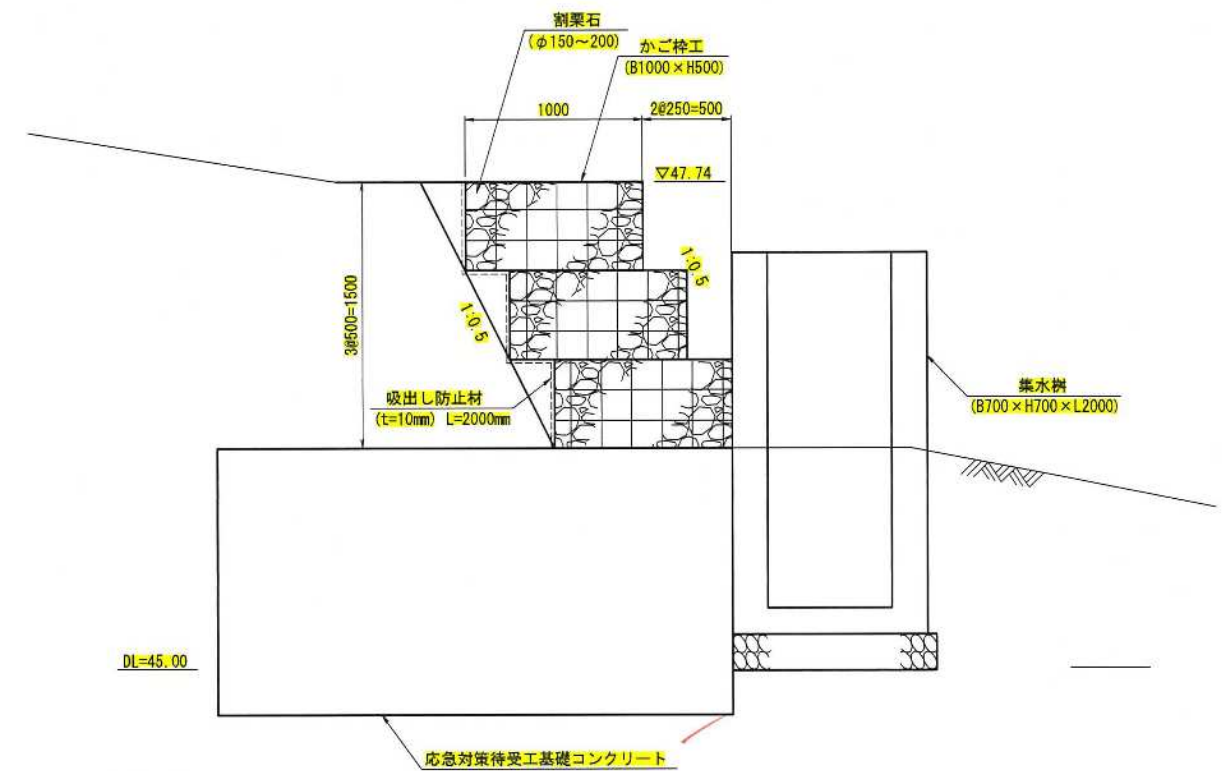 割栗石
(φ150～200)
かご枠工
(B1000×H500)
1000
2@250=500
▽47.74
1:0.5
3@500=1500
1:0.5
吸出し防止材
(t=10mm) L=2000mm
集水桝
(B700×H700×L2000)
DL=45.00
応急対策待受工基礎コンクリート